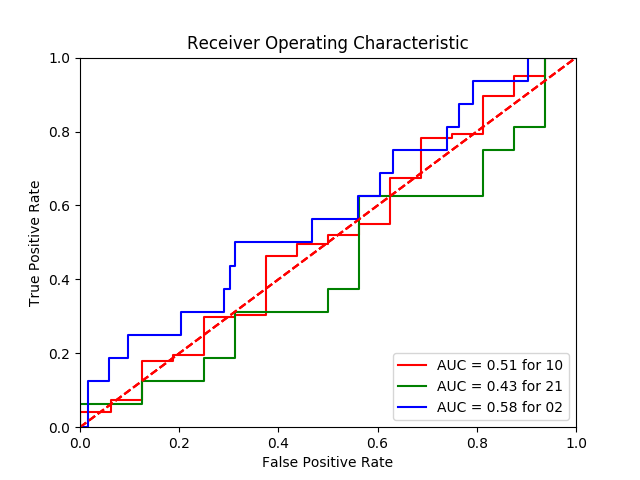 Receiver Operating Characteristic
True Positive Rate
1.0
0.8
0.6
0.4
0.2
0.0
AUC = 0.51 for 10
AUC = 0.43 for 21
AUC = 0.58 for 02
0.0 0.2 0.4 0.6 0.8 1.0
False Positive Rate